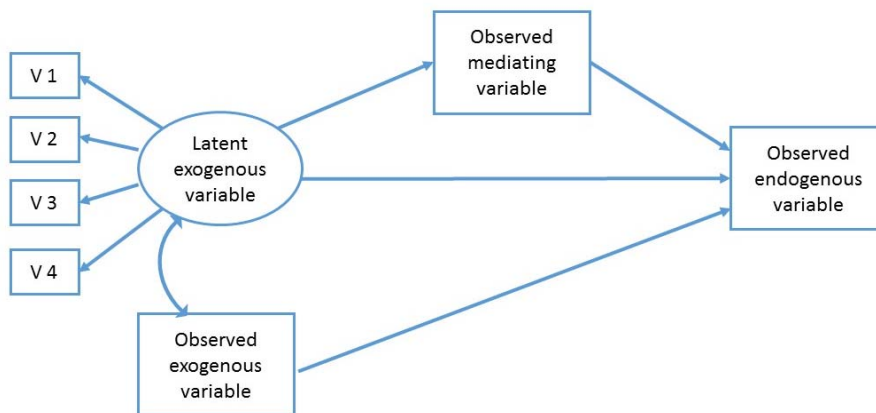 V 1
V 2
V 3
V 4
Latent
exogenous
variable
Observed
mediating
variable
Observed
endogenous
variable
Observed
exogenous
variable